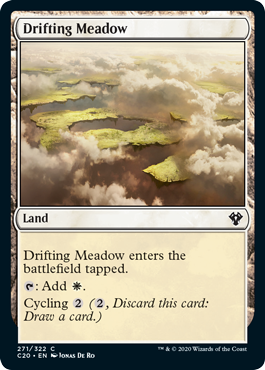 Drifting Meadow
Land
Drifting Meadow enters the
battlefield tapped.
: Add .
Cycling 2 (2, Discard this card:
Draw a card.)
271/322 C
C20 • EN Jonas De Ro
™ & © 2020 Wizards of the Coast